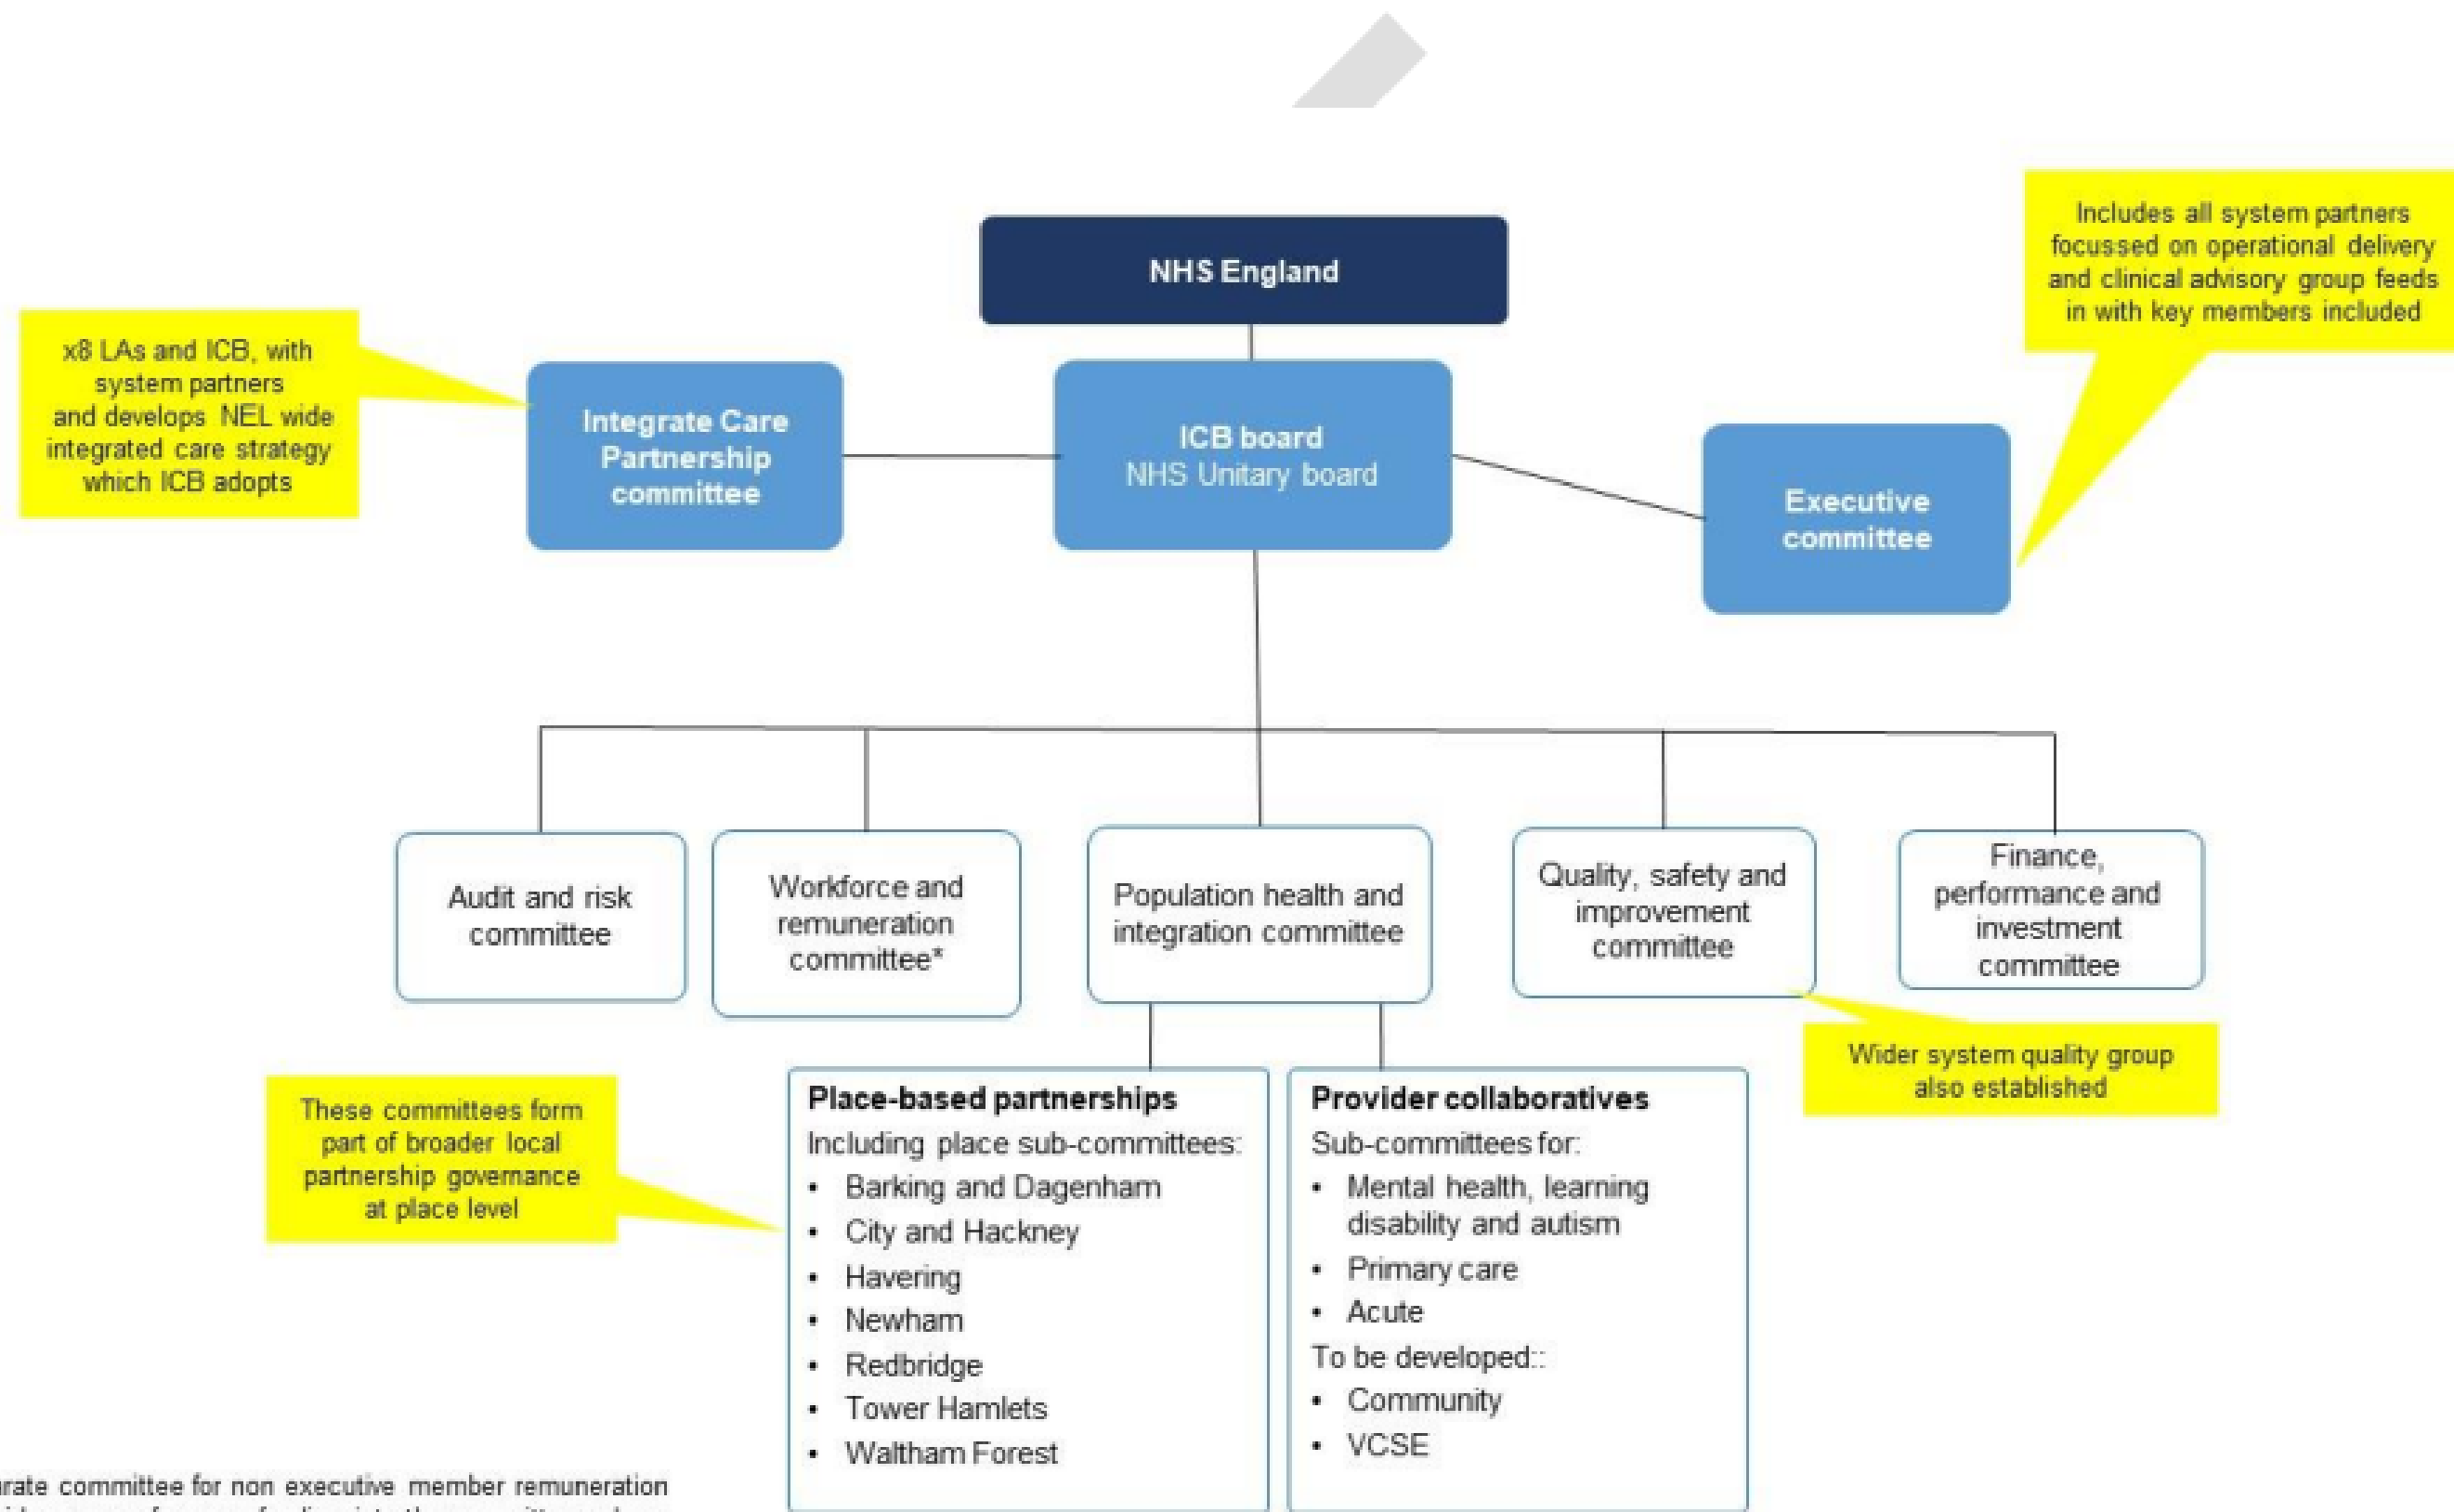 NHS England
Includes all system partners
focussed on operational delivery
and clinical advisory group feeds
in with key members included
x8 LAs and ICB, with
system partners
and develops NEL wide
integrated care strategy
which ICB adopts
Integrate Care
Partnership
committee
ICB board
NHS Unitary board
Executive
committee
Audit and risk
committee
Workforce and
remuneration
committee*
Population health and
integration committee
Quality, safety and
improvement
committee
Finance,
performance and
investment
committee
Wider system quality group
also established
These committees form
part of broader local
partnership governance
at place level
Place-based partnerships
Including place sub-committees:
• Barking and Dagenham
• City and Hackney
• Havering
• Newham
• Redbridge
• Tower Hamlets
• Waltham Forest
Provider collaboratives
Sub-committees for:
• Mental health, learning
disability and autism
• Primary care
• Acute
To be developed::
• Community
• VCSE
committee for non executive member remuneration